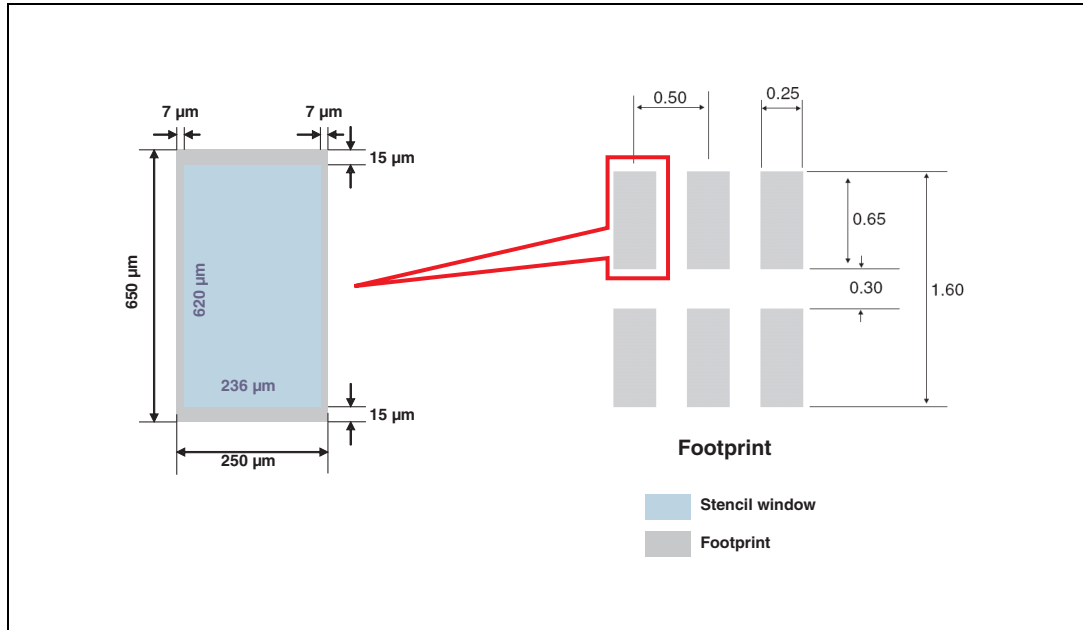 7 µm
7 µm
15 µm
650 µm
620 µm
236 µm
15 µm
250 µm
0.50
0.25
0.65
0.30
1.60
Footprint
Stencil window
Footprint